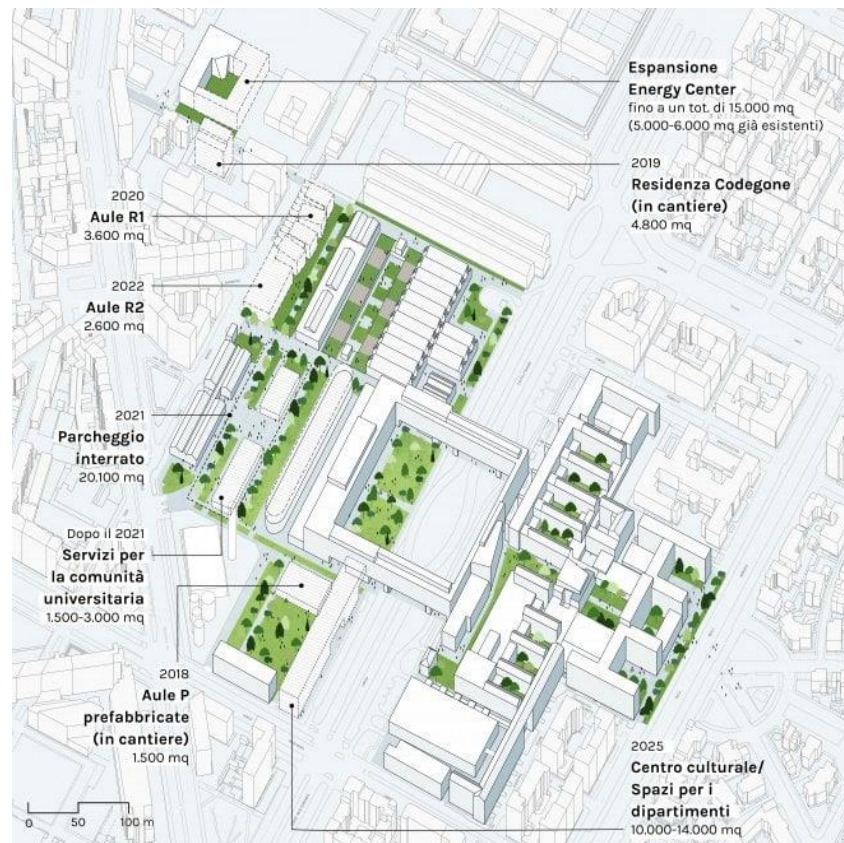 Espansione
Energy Center
fino a un tot. di 15.000 mq
(5.000-6.000 mq già esistenti)
2019
Residenza Codegone
(in cantiere)
4.800 mq
2020
Aule R1
3.600 mq
2022
Aule R2
2.600 mq
2021
Parcheggio
interrato
20.100 mq
Dopo il 2021
Servizi per
la comunità
universitaria
1.500-3.000 mq
2018
Aule P
prefabbricate
(in cantiere)
1.500 mq
2025
Centro culturale/
Spazi per i
dipartimenti
10.000-14.000 mq
0 50 100 m